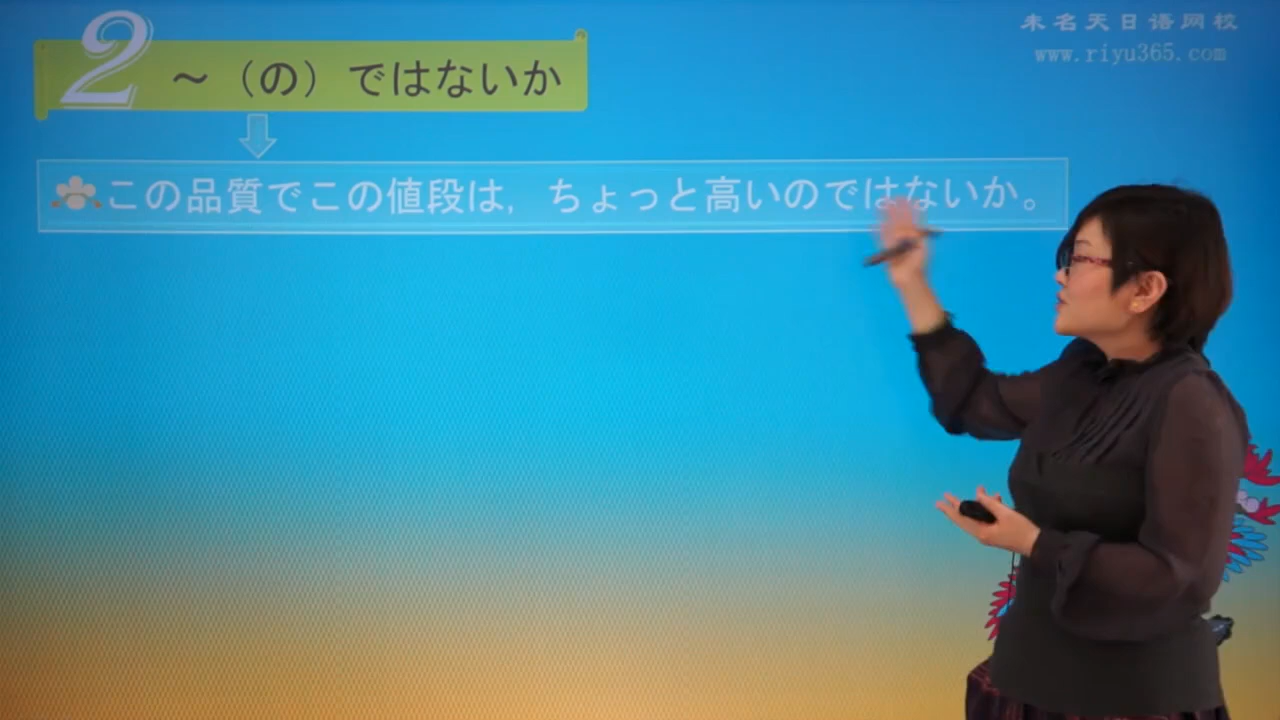 未名天日语网校
www.riyu365.com
2 ～（の）ではないか
この品質でこの値段は，ちょっと高いのではないか。